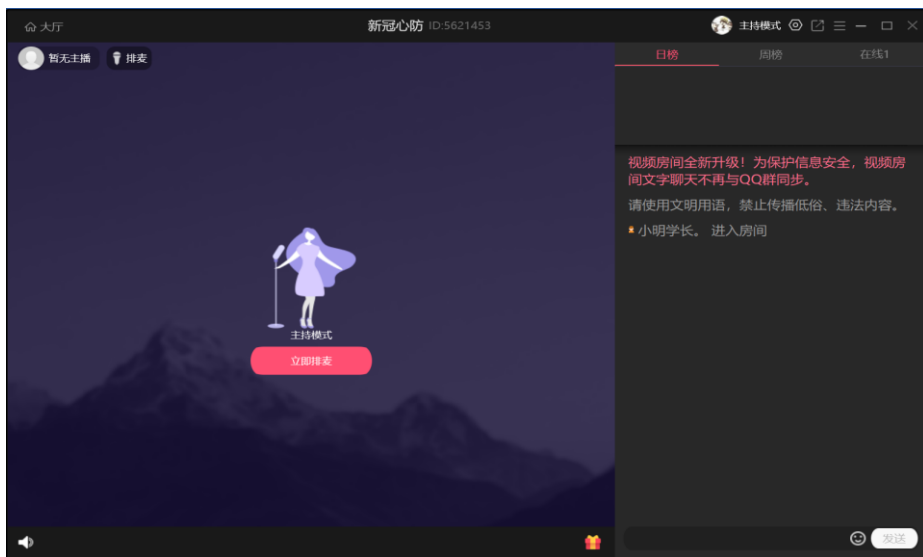 大厅
新冠心防 ID:5621453
主持模式
暂无主播
排麦
日榜
周榜
在线1
视频房间全新升级！为保护信息安全，视频房
间文字聊天不再与QQ群同步。
请使用文明用语，禁止传播低俗、违法内容。
小明学长。 进入房间
主持模式
立即排麦
发送